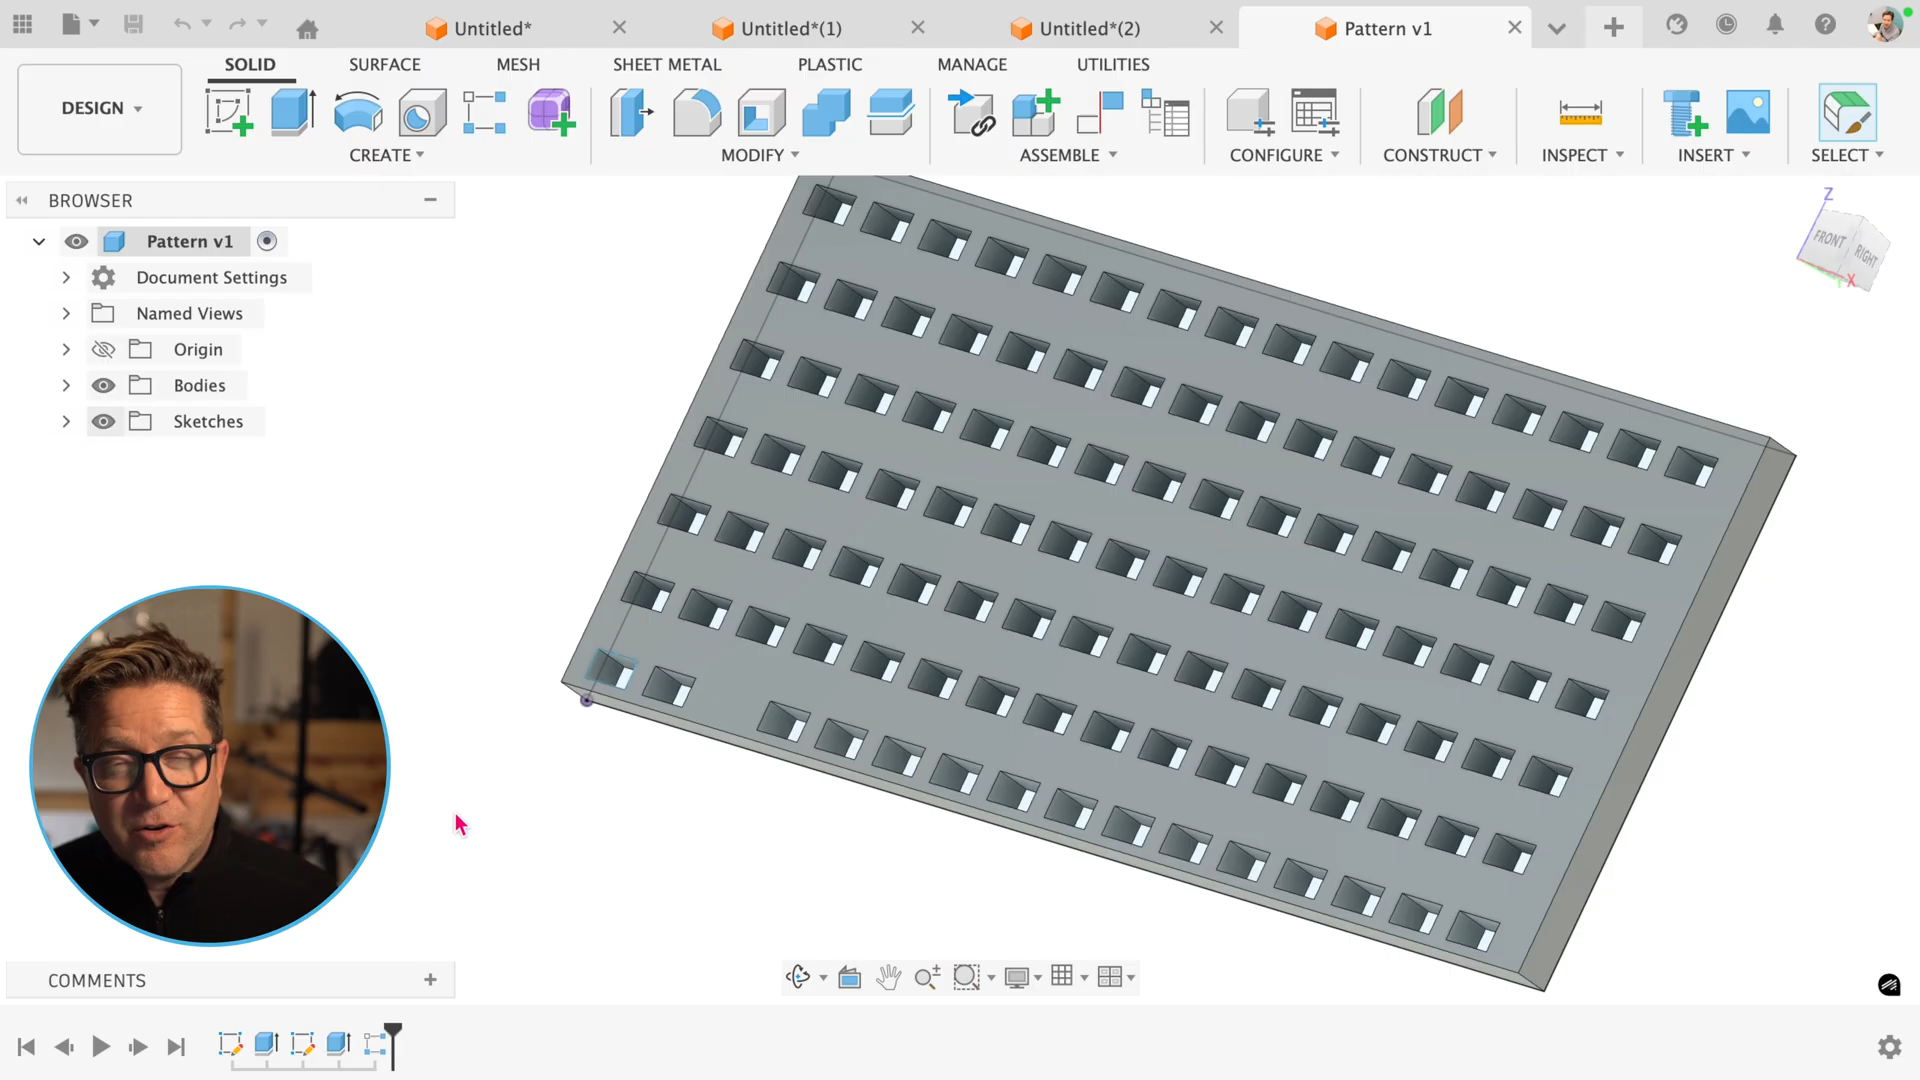 Untitled*
Untitled*(1)
Untitled*(2)
Pattern v1
DESIGN
SOLID
SURFACE
MESH
SHEET METAL
PLASTIC
MANAGE
UTILITIES
CREATE
MODIFY
ASSEMBLE
CONFIGURE
CONSTRUCT
INSPECT
INSERT
SELECT
BROWSER
Pattern v1
Document Settings
Named Views
Origin
Bodies
Sketches
Z
FRONT
RIGHT
X
COMMENTS